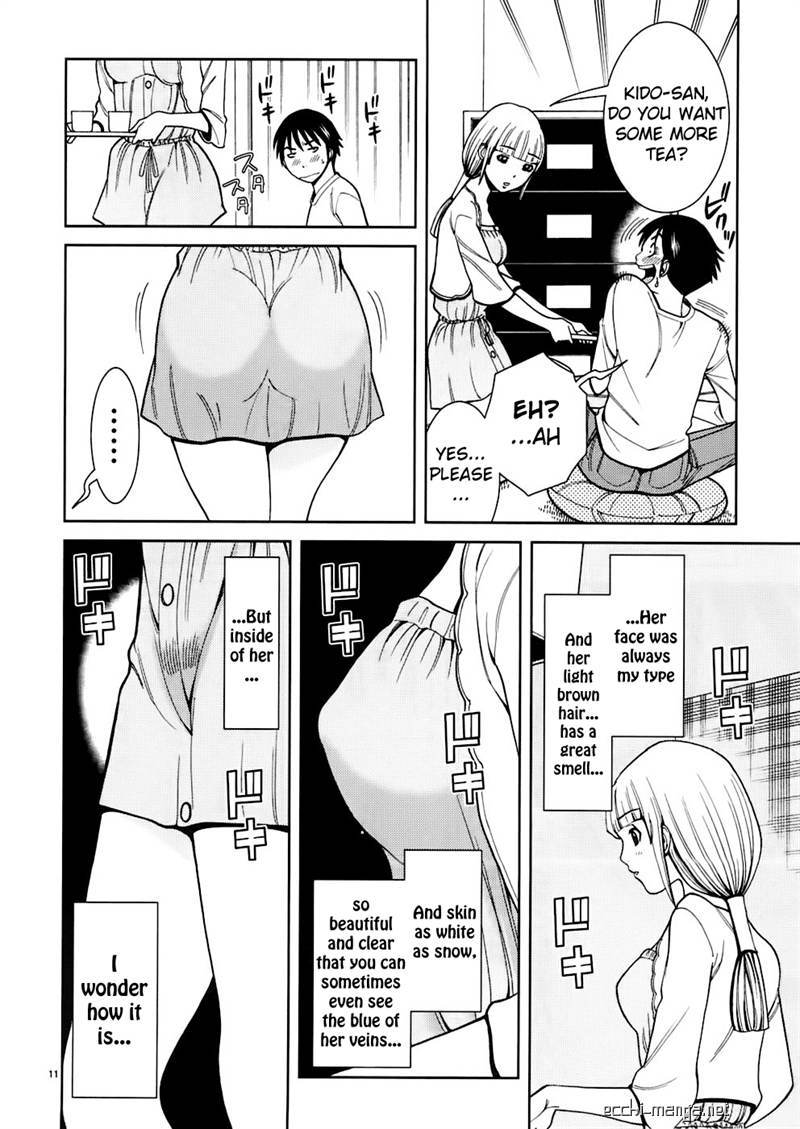 KIDO-SAN,
DO YOU WANT
SOME MORE
TEA?
ビクッ
EH?
...AH
YES...
PLEASE
...
ドキ
ドキ
スタ
スタ
.....
...Her
face was
always
my type
And
her
light
brown
hair...
has a
great
smell...
ドキ
ドキ
And skin
as white
as snow,
so
beautiful
and clear
that you can
sometimes
even see
the blue of
her veins...
ドキ
ドキ
...But
inside
of her
...
ドキ
ドキ
I
wonder
how it
is...
11
ecchi-manga.net